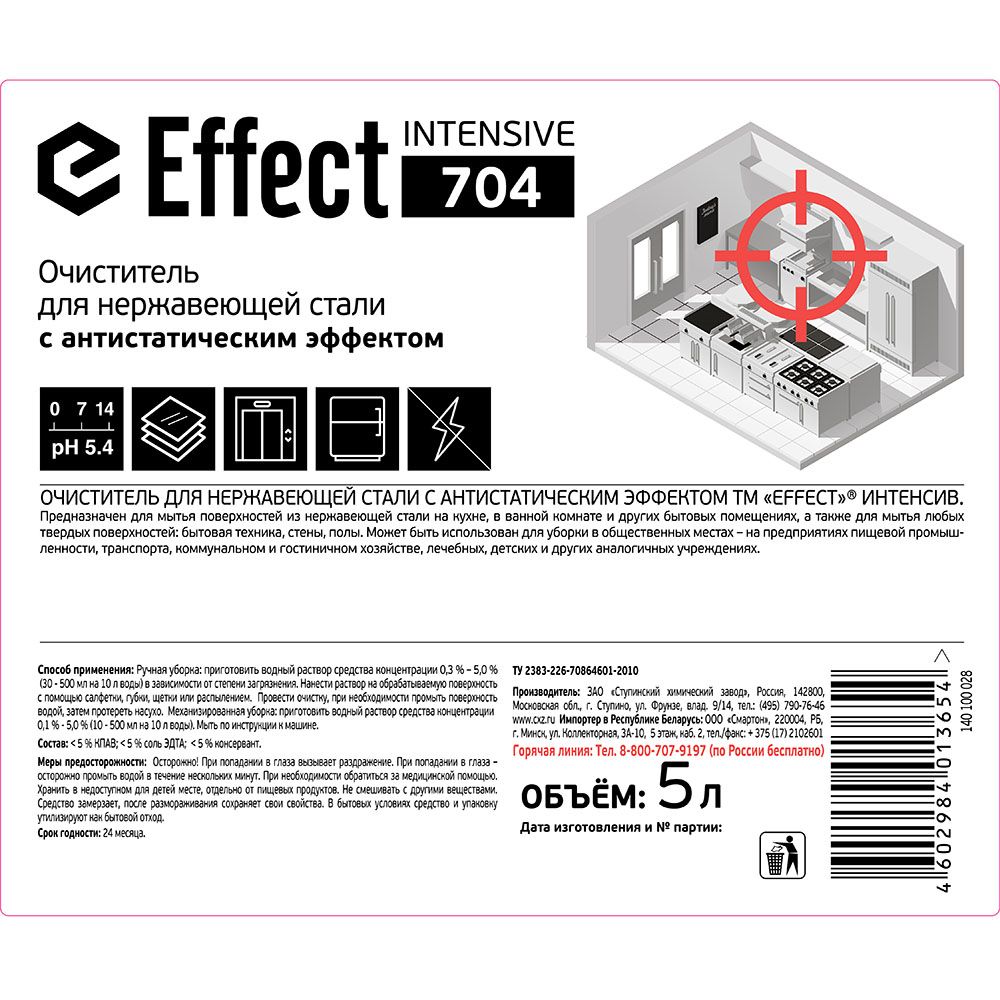 Effect
INTENSIVE
704
Очиститель
для нержавеющей стали
с антистатическим эффектом
0 7 14
pH 5.4
ОЧИСТИТЕЛЬ ДЛЯ НЕРЖАВЕЮЩЕЙ СТАЛИ С АНТИСТАТИЧЕСКИМ ЭФФЕКТОМ ТМ «EFFECT»® ИНТЕНСИВ.
Предназначен для мытья поверхностей из нержавеющей стали на кухне, в ванной комнате и других бытовых помещениях, а также для мытья любых
твердых поверхностей: бытовая техника, стены, полы. Может быть использован для уборки в общественных местах – на предприятиях пищевой промыш-
ленности, транспорта, коммунальном и гостиничном хозяйстве, лечебных, детских и других аналогичных учреждениях.
Способ применения: Ручная уборка: приготовить водный раствор средства концентрации 0,3 % – 5,0 %
(30 - 500 мл на 10 л воды) в зависимости от степени загрязнения. Нанести раствор на обрабатываемую поверхность
с помощью салфетки, губки, щетки или распылением. Провести очистку, при необходимости промыть поверхность
водой, затем протереть насухо. Механизированная уборка: приготовить водный раствор средства концентрации
0,1 % - 5,0 % (10 - 500 мл на 10 л воды). Мыть по инструкции к машине.
Состав: < 5 % КПАВ; < 5 % соль ЭДТА; < 5 % консервант.
Меры предосторожности: Осторожно! При попадании в глаза вызывает раздражение. При попадании в глаза –
осторожно промыть водой в течение нескольких минут. При необходимости обратиться за медицинской помощью.
Хранить в недоступном для детей месте, отдельно от пищевых продуктов. Не смешивать с другими веществами.
Средство замерзает, после размораживания сохраняет свои свойства. В бытовых условиях средство и упаковку
утилизируют как бытовой отход.
Срок годности: 24 месяца.
ТУ 2383-226-70864601-2010
Производитель: ЗАО «Ступинский химический завод», Россия, 142800,
Московская обл., г. Ступино, ул. Фрунзе, влад. 9/14, тел.: (495) 790-76-46
www.cxz.ru Импортер в Республике Беларусь: ООО «Смартон», 220004, РБ,
г. Минск, ул. Коллекторная, 3А-10, 5 этаж, каб. 2, тел./факс: + 375 (17) 2102601
Горячая линия: Тел. 8-800-707-9197 (по России бесплатно)
ОБЪЁМ: 5 л
Дата изготовления и № партии:
4 602984 013654 >
140 100 028